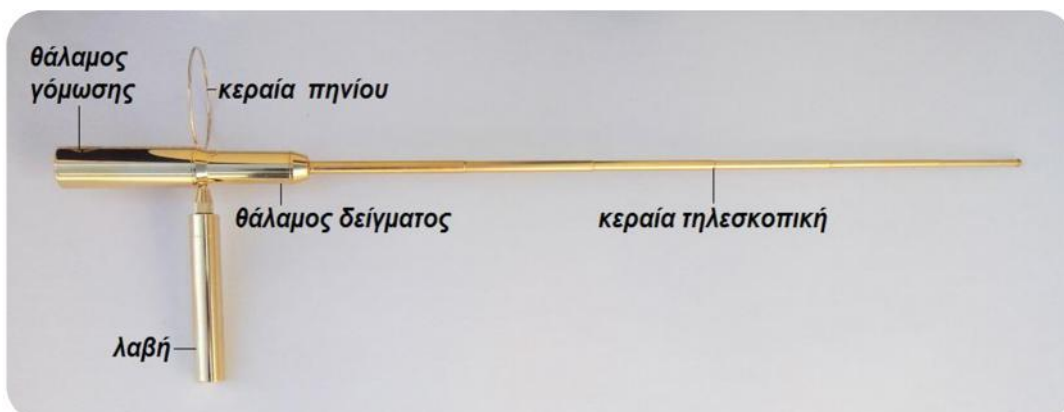 θάλαμος
γόμωσης
κεραία πηνίου
θάλαμος δείγματος
κεραία τηλεσκοπική
λαβή